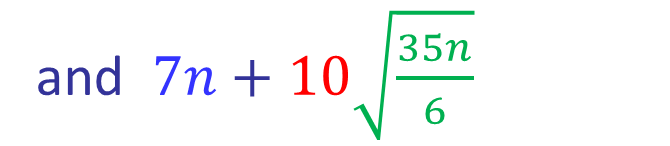 and 7n + 10√(35n/6)